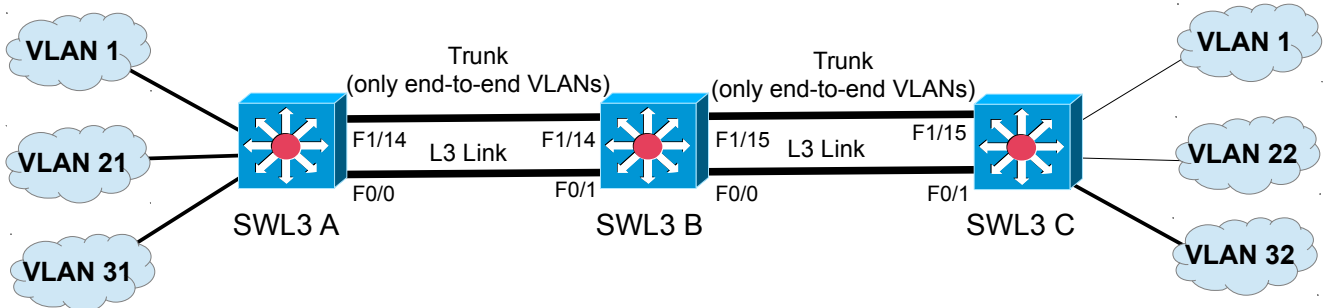 VLAN 1
VLAN 21
VLAN 31
Trunk
(only end-to-end VLANs)
F1/14
F1/14
L3 Link
F0/0
F0/1
SWL3 A
SWL3 B
Trunk
(only end-to-end VLANs)
F1/15
F1/15
L3 Link
F0/0
F0/1
SWL3 C
VLAN 1
VLAN 22
VLAN 32